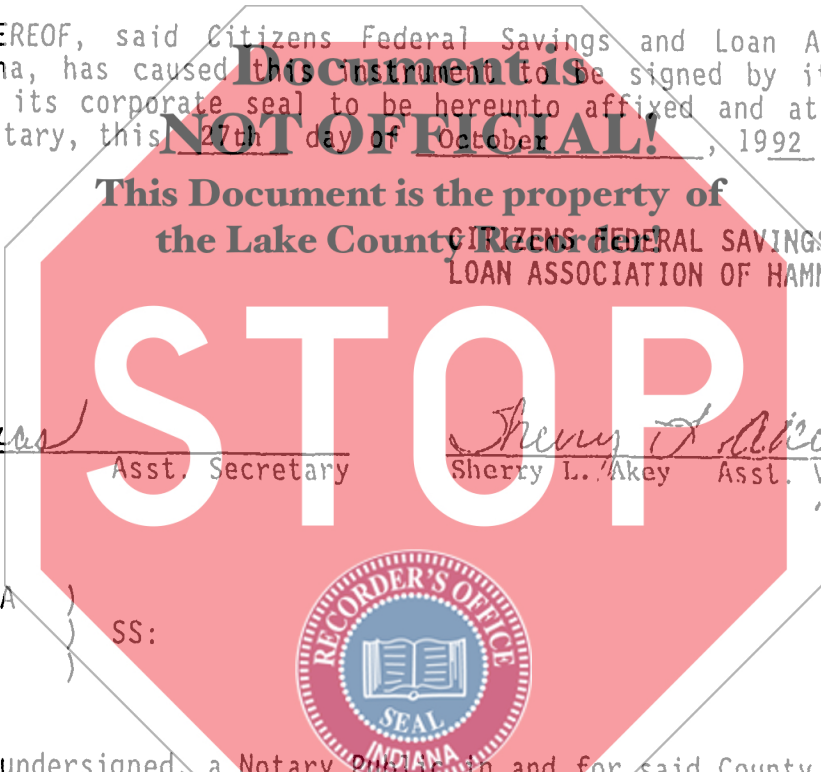 EREOF, said Citizens Federal Savings and Loan A
na, has caused this instrument to be signed by it
its corporate seal to be hereunto affixed and at
tary, this 27th day of October, 1992
Document is
NOT OFFICIAL!
This Document is the property of
the Lake County Recorder!
CITIZENS FEDERAL SAVINGS
LOAN ASSOCIATION OF HAMM
STOP
Asst. Secretary
Sherry L. Akey Asst. V
A )
) SS:
)
RECORDER'S OFFICE
SEAL
INDIANA
undersigned, a Notary Public in and for said County